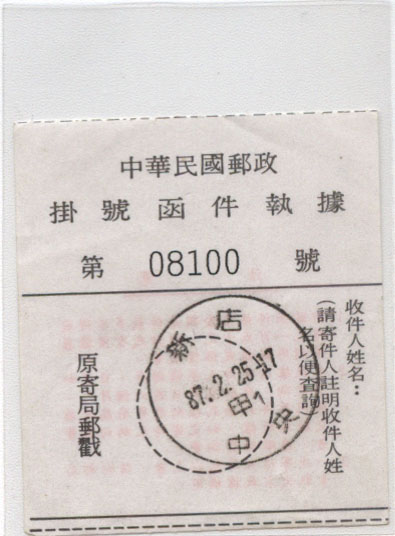 中華民國郵政
掛號函件執據
第 08100 號
收件人姓名：
（請寄件人註明收件人姓
名以便查詢）
原寄局郵戳
新店
87.2.25-17
甲1
中央